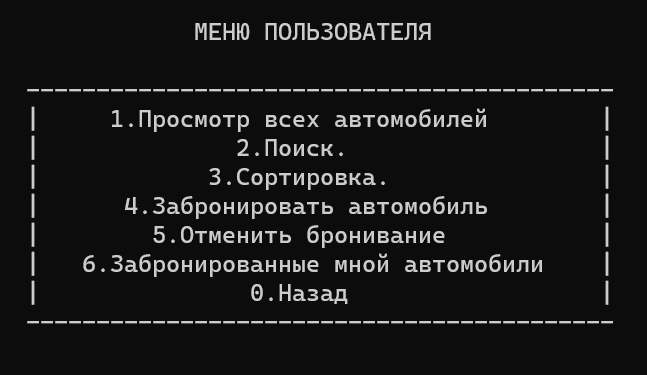 МЕНЮ ПОЛЬЗОВАТЕЛЯ
1.Просмотр всех автомобилей
2.Поиск.
3.Сортировка.
4.Забронировать автомобиль
5.Отменить бронивание
6.Забронированные мной автомобили
0.Назад